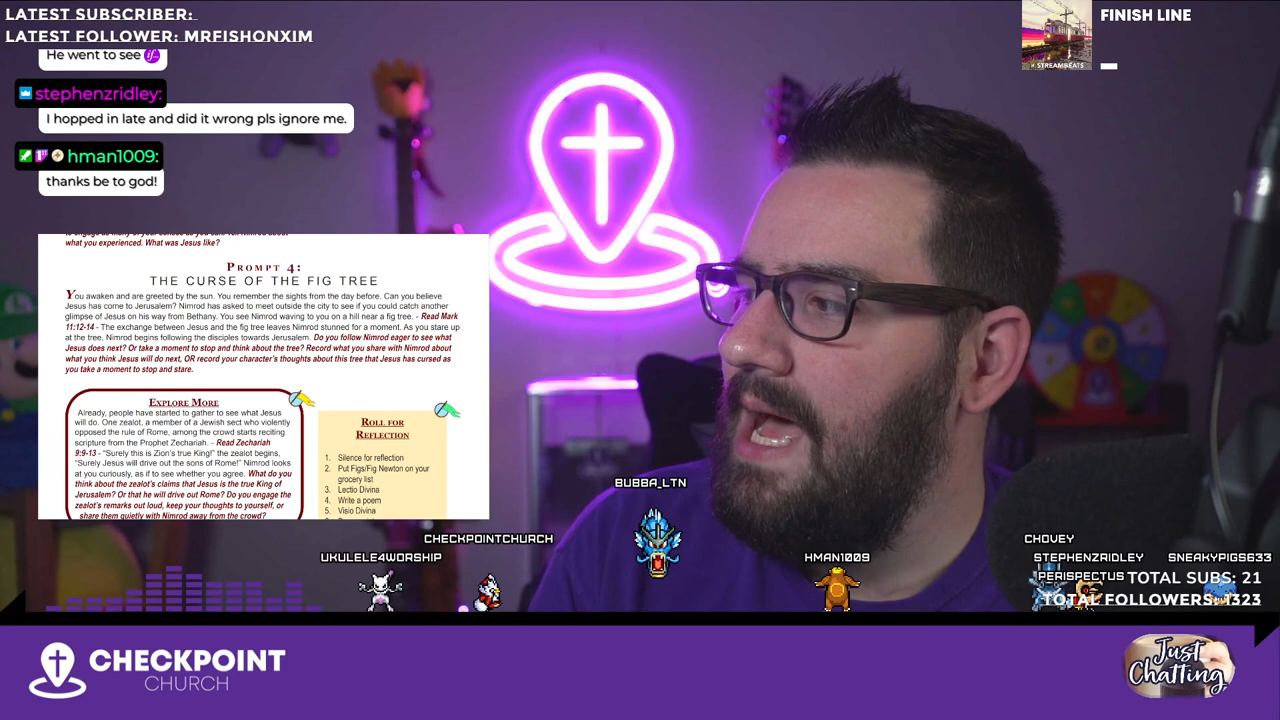 LATEST SUBSCRIBER:
LATEST FOLLOWER: MRFISHONXIM
FINISH LINE
STREAMBEATS
He went to see if...
stephenzridley:
I hopped in late and did it wrong pls ignore me.
hman1009:
thanks be to god!
what you experienced. What was Jesus like?
PROMPT 4:
THE CURSE OF THE FIG TREE
You awaken and are greeted by the sun. You remember the sights from the day before. Can you believe
Jesus has come to Jerusalem? Nimrod has asked to meet outside the city to see if you could catch another
glimpse of Jesus on his way from Bethany. You see Nimrod waving to you on a hill near a fig tree. - Read Mark
11:12-14 - The exchange between Jesus and the fig tree leaves Nimrod stunned for a moment. As you stare up
at the tree, Nimrod begins following the disciples towards Jerusalem. Do you follow Nimrod eager to see what
Jesus does next? Or take a moment to stop and think about the tree? Record what you share with Nimrod about
what you think Jesus will do next, OR record your character's thoughts about this tree that Jesus has cursed as
you take a moment to stop and stare.
EXPLORE MORE
Already, people have started to gather to see what Jesus
will do. One zealot, a member of a Jewish sect who violently
opposed the rule of Rome, among the crowd starts reciting
scripture from the Prophet Zechariah. - Read Zechariah
9:9-13 - "Surely this is Zion's true King!" the zealot begins,
"Surely Jesus will drive out the sons of Rome!" Nimrod looks
at you curiously, as if to see whether you agree. What do you
think about the zealot's claims that Jesus is the true King of
Jerusalem? Or that he will drive out Rome? Do you engage the
zealot's remarks out loud, keep your thoughts to yourself, or
share them quietly with Nimrod away from the crowd?
ROLL FOR
REFLECTION
1. Silence for reflection
2. Put Figs/Fig Newton on your
grocery list
3. Lectio Divina
4. Write a poem
5. Visio Divina
BUBBA_LTN
CHECKPOINTCHURCH
UKULELE4WORSHIP
HMAN1009
CHOVEY
STEPHENZRIDLEY
SNEAKYPIGS633
PERISPECTUS
TOTAL SUBS: 21
TOTAL FOLLOWERS: 1323
CHECKPOINT
CHURCH
Just
Chatting